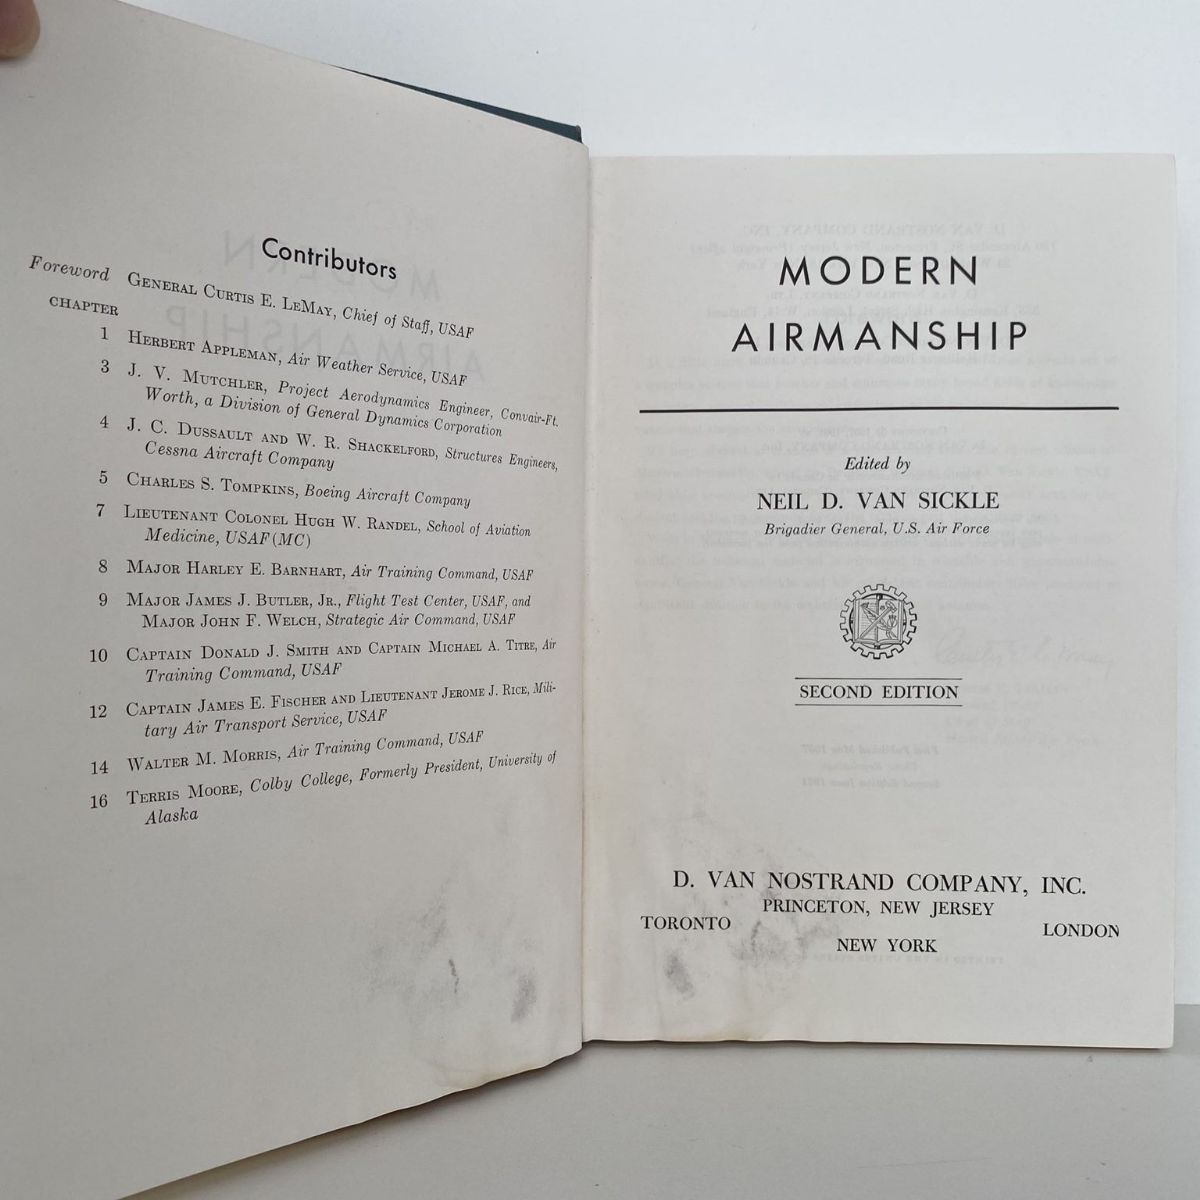 Contributors
Foreword GENERAL CURTIS E. LEMAY, Chief of Staff, USAF
CHAPTER
1 HERBERT APPLEMAN, Air Weather Service, USAF
3 J. V. MUTCHLER, Project Aerodynamics Engineer, Convair-Ft.
Worth, a Division of General Dynamics Corporation
4 J. C. DUSSAULT AND W. R. SHACKELFORD, Structures Engineers,
Cessna Aircraft Company
5 CHARLES S. TOMPKINS, Boeing Aircraft Company
7 LIEUTENANT COLONEL HUGH W. RANDEL, School of Aviation
Medicine, USAF (MC)
8 MAJOR HARLEY E. BARNHART, Air Training Command, USAF
9 MAJOR JAMES J. BUTLER, JR., Flight Test Center, USAF, and
MAJOR JOHN F. WELCH, Strategic Air Command, USAF
10 CAPTAIN DONALD J. SMITH AND CAPTAIN MICHAEL A. TITRE, Air
Training Command, USAF
12 CAPTAIN JAMES E. FISCHER AND LIEUTENANT JEROME J. RICE, Mili-
tary Air Transport Service, USAF
14 WALTER M. MORRIS, Air Training Command, USAF
16 TERRIS MOORE, Colby College, Formerly President, University of
Alaska
MODERN
AIRMANSHIP
Edited by
NEIL D. VAN SICKLE
Brigadier General, U.S. Air Force
SECOND EDITION
D. VAN NOSTRAND COMPANY, INC.
PRINCETON, NEW JERSEY
TORONTO LONDON
NEW YORK